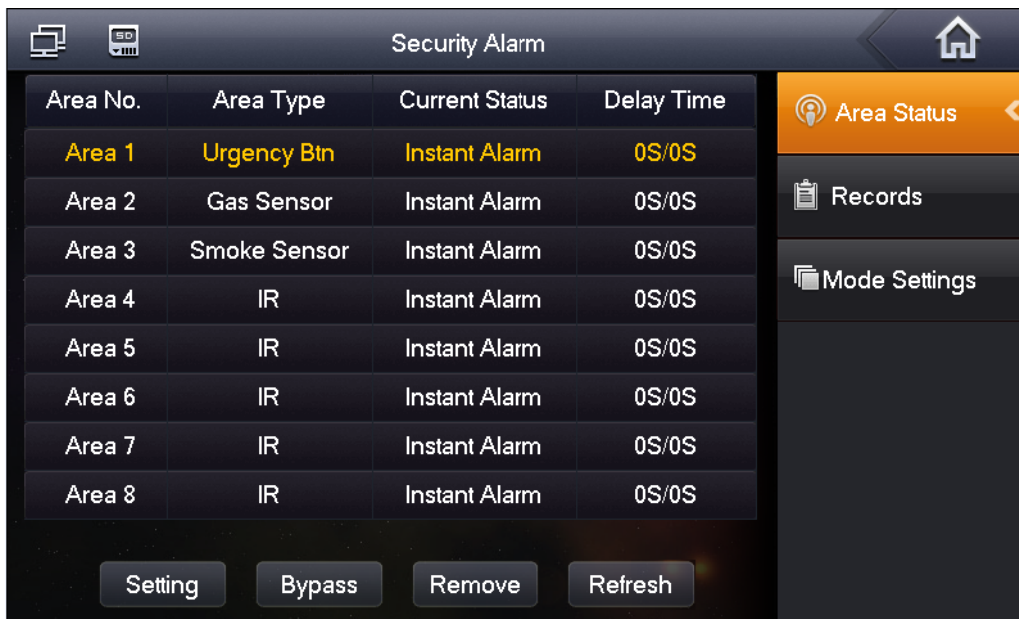 SD
Security Alarm
Area No. Area Type Current Status Delay Time
Area 1 Urgency Btn Instant Alarm 0S/0S
Area 2 Gas Sensor Instant Alarm 0S/0S
Area 3 Smoke Sensor Instant Alarm 0S/0S
Area 4 IR Instant Alarm 0S/0S
Area 5 IR Instant Alarm 0S/0S
Area 6 IR Instant Alarm 0S/0S
Area 7 IR Instant Alarm 0S/0S
Area 8 IR Instant Alarm 0S/0S
Setting Bypass Remove Refresh
Area Status
Records
Mode Settings